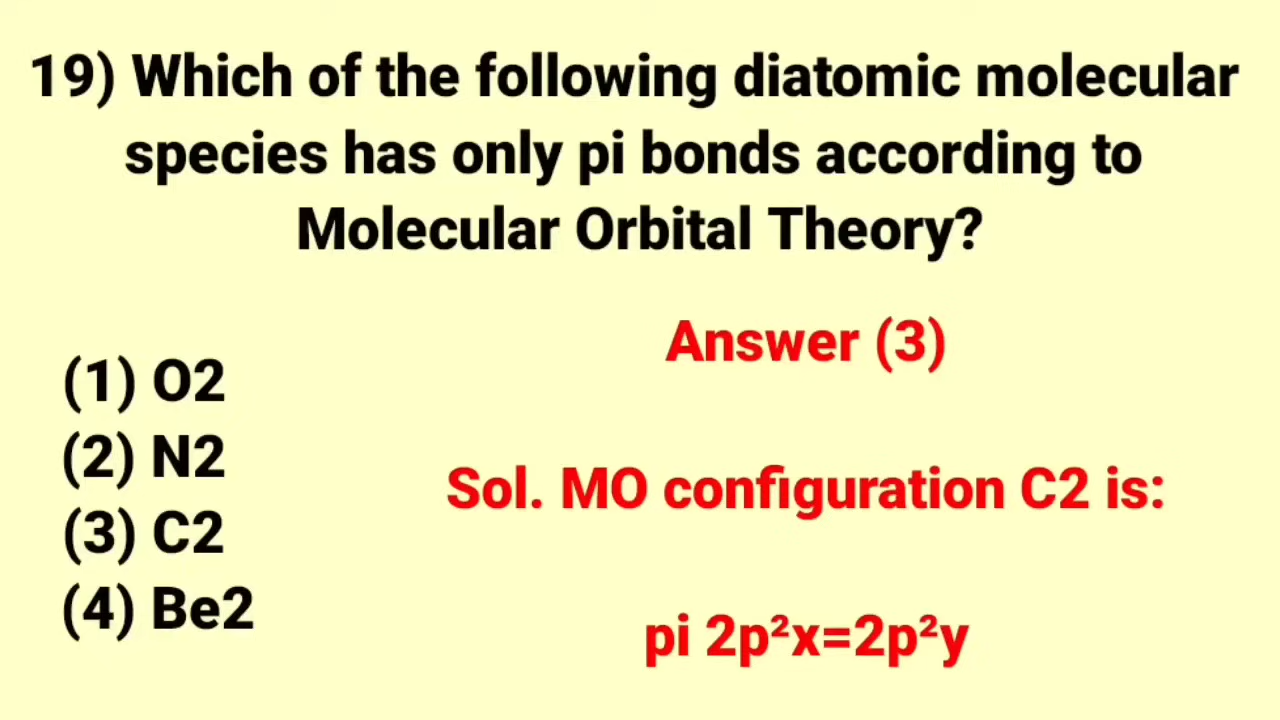 19) Which of the following diatomic molecular
species has only pi bonds according to
Molecular Orbital Theory?
(1) O2
(2) N2
(3) C2
(4) Be2
Answer (3)
Sol. MO configuration C2 is:
pi 2p²x=2p²y